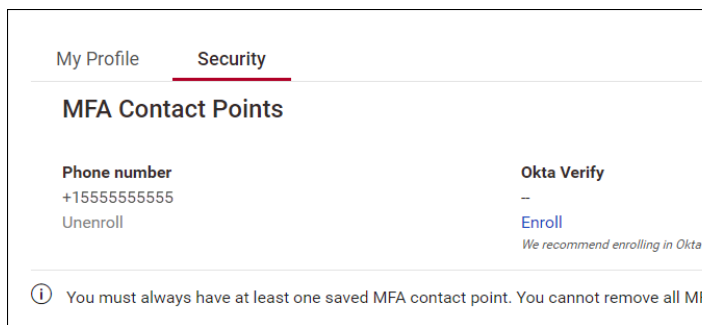 My Profile Security
MFA Contact Points
Phone number Okta Verify
+15555555555 --
Unenroll Enroll
We recommend enrolling in Okta
You must always have at least one saved MFA contact point. You cannot remove all